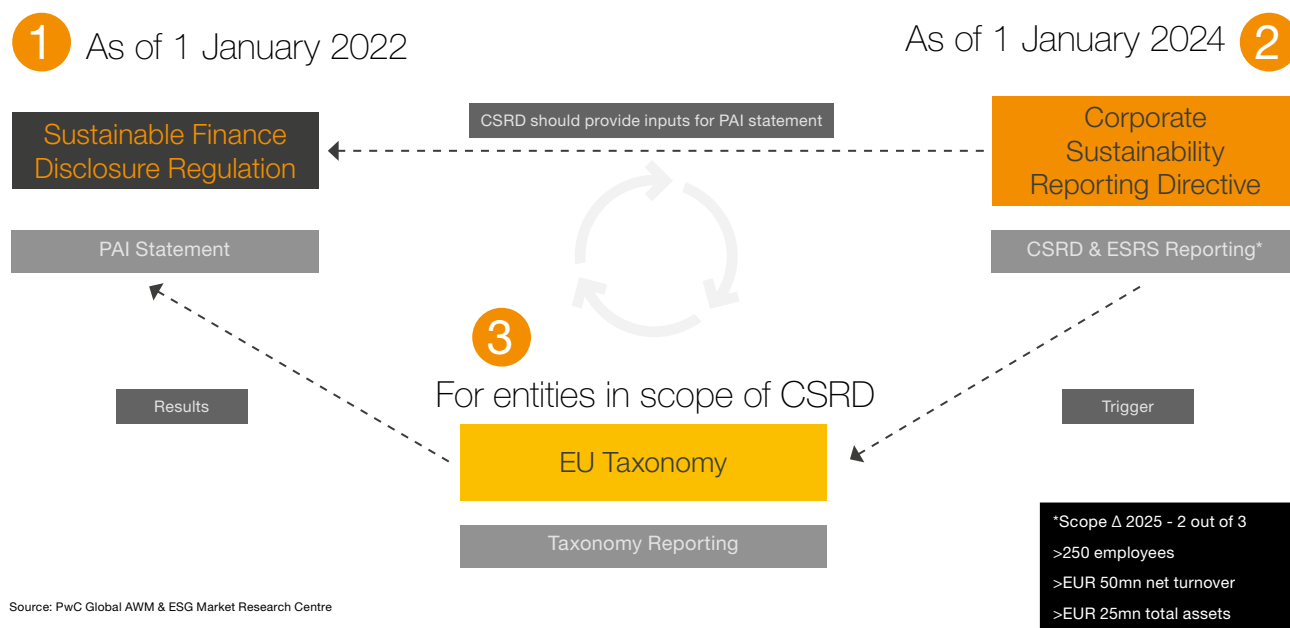 1 As of 1 January 2022
As of 1 January 2024 2
CSRD should provide inputs for PAI statement
Sustainable Finance
Disclosure Regulation
Corporate
Sustainability
Reporting Directive
PAI Statement
CSRD & ESRS Reporting*
3
For entities in scope of CSRD
Results
Trigger
EU Taxonomy
Taxonomy Reporting
*Scope Δ 2025 - 2 out of 3
>250 employees
>EUR 50mn net turnover
>EUR 25mn total assets
Source: PwC Global AWM & ESG Market Research Centre